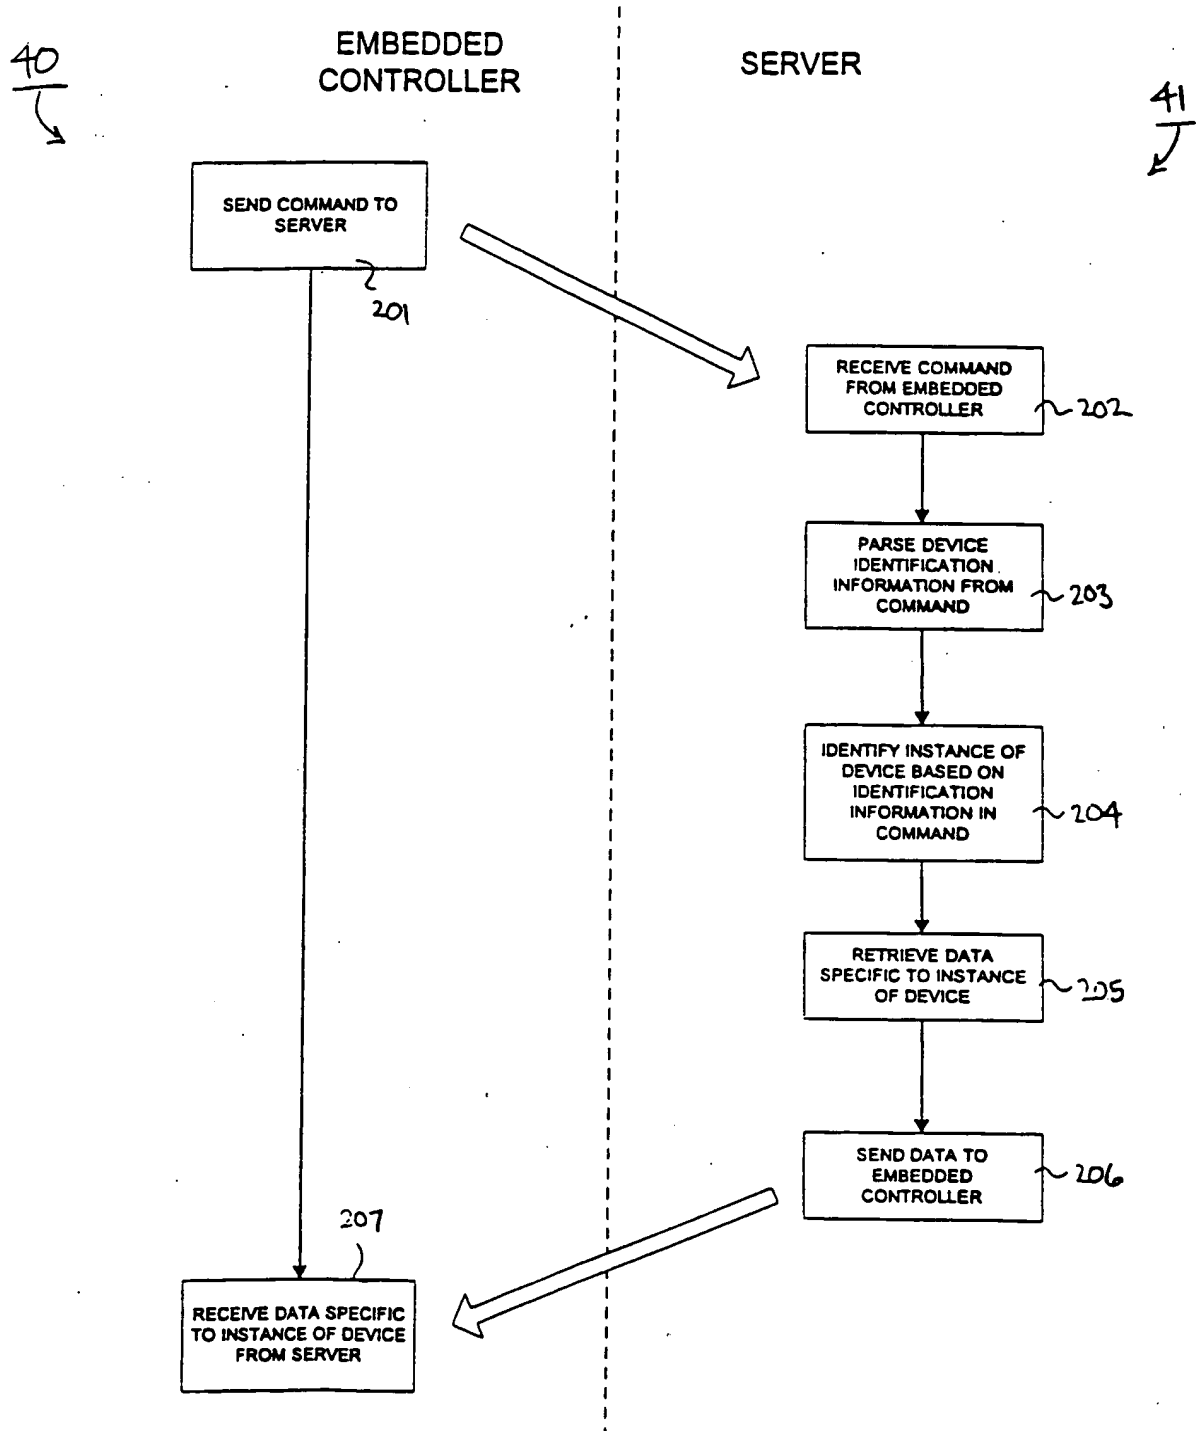 40
EMBEDDED
CONTROLLER
SERVER
41
SEND COMMAND TO
SERVER
201
RECEIVE COMMAND
FROM EMBEDDED
CONTROLLER
202
PARSE DEVICE
IDENTIFICATION
INFORMATION FROM
COMMAND
203
IDENTIFY INSTANCE OF
DEVICE BASED ON
IDENTIFICATION
INFORMATION IN
COMMAND
204
RETRIEVE DATA
SPECIFIC TO INSTANCE
OF DEVICE
205
SEND DATA TO
EMBEDDED
CONTROLLER
206
207
RECEIVE DATA SPECIFIC
TO INSTANCE OF DEVICE
FROM SERVER